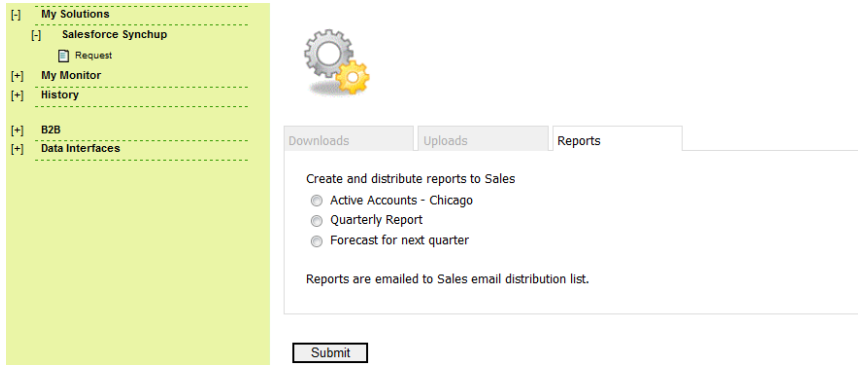 [-] My Solutions
[-] Salesforce Synchup
Request
[+] My Monitor
[+] History
[+] B2B
[+] Data Interfaces
Downloads Uploads Reports
Create and distribute reports to Sales
Active Accounts - Chicago
Quarterly Report
Forecast for next quarter
Reports are emailed to Sales email distribution list.
Submit